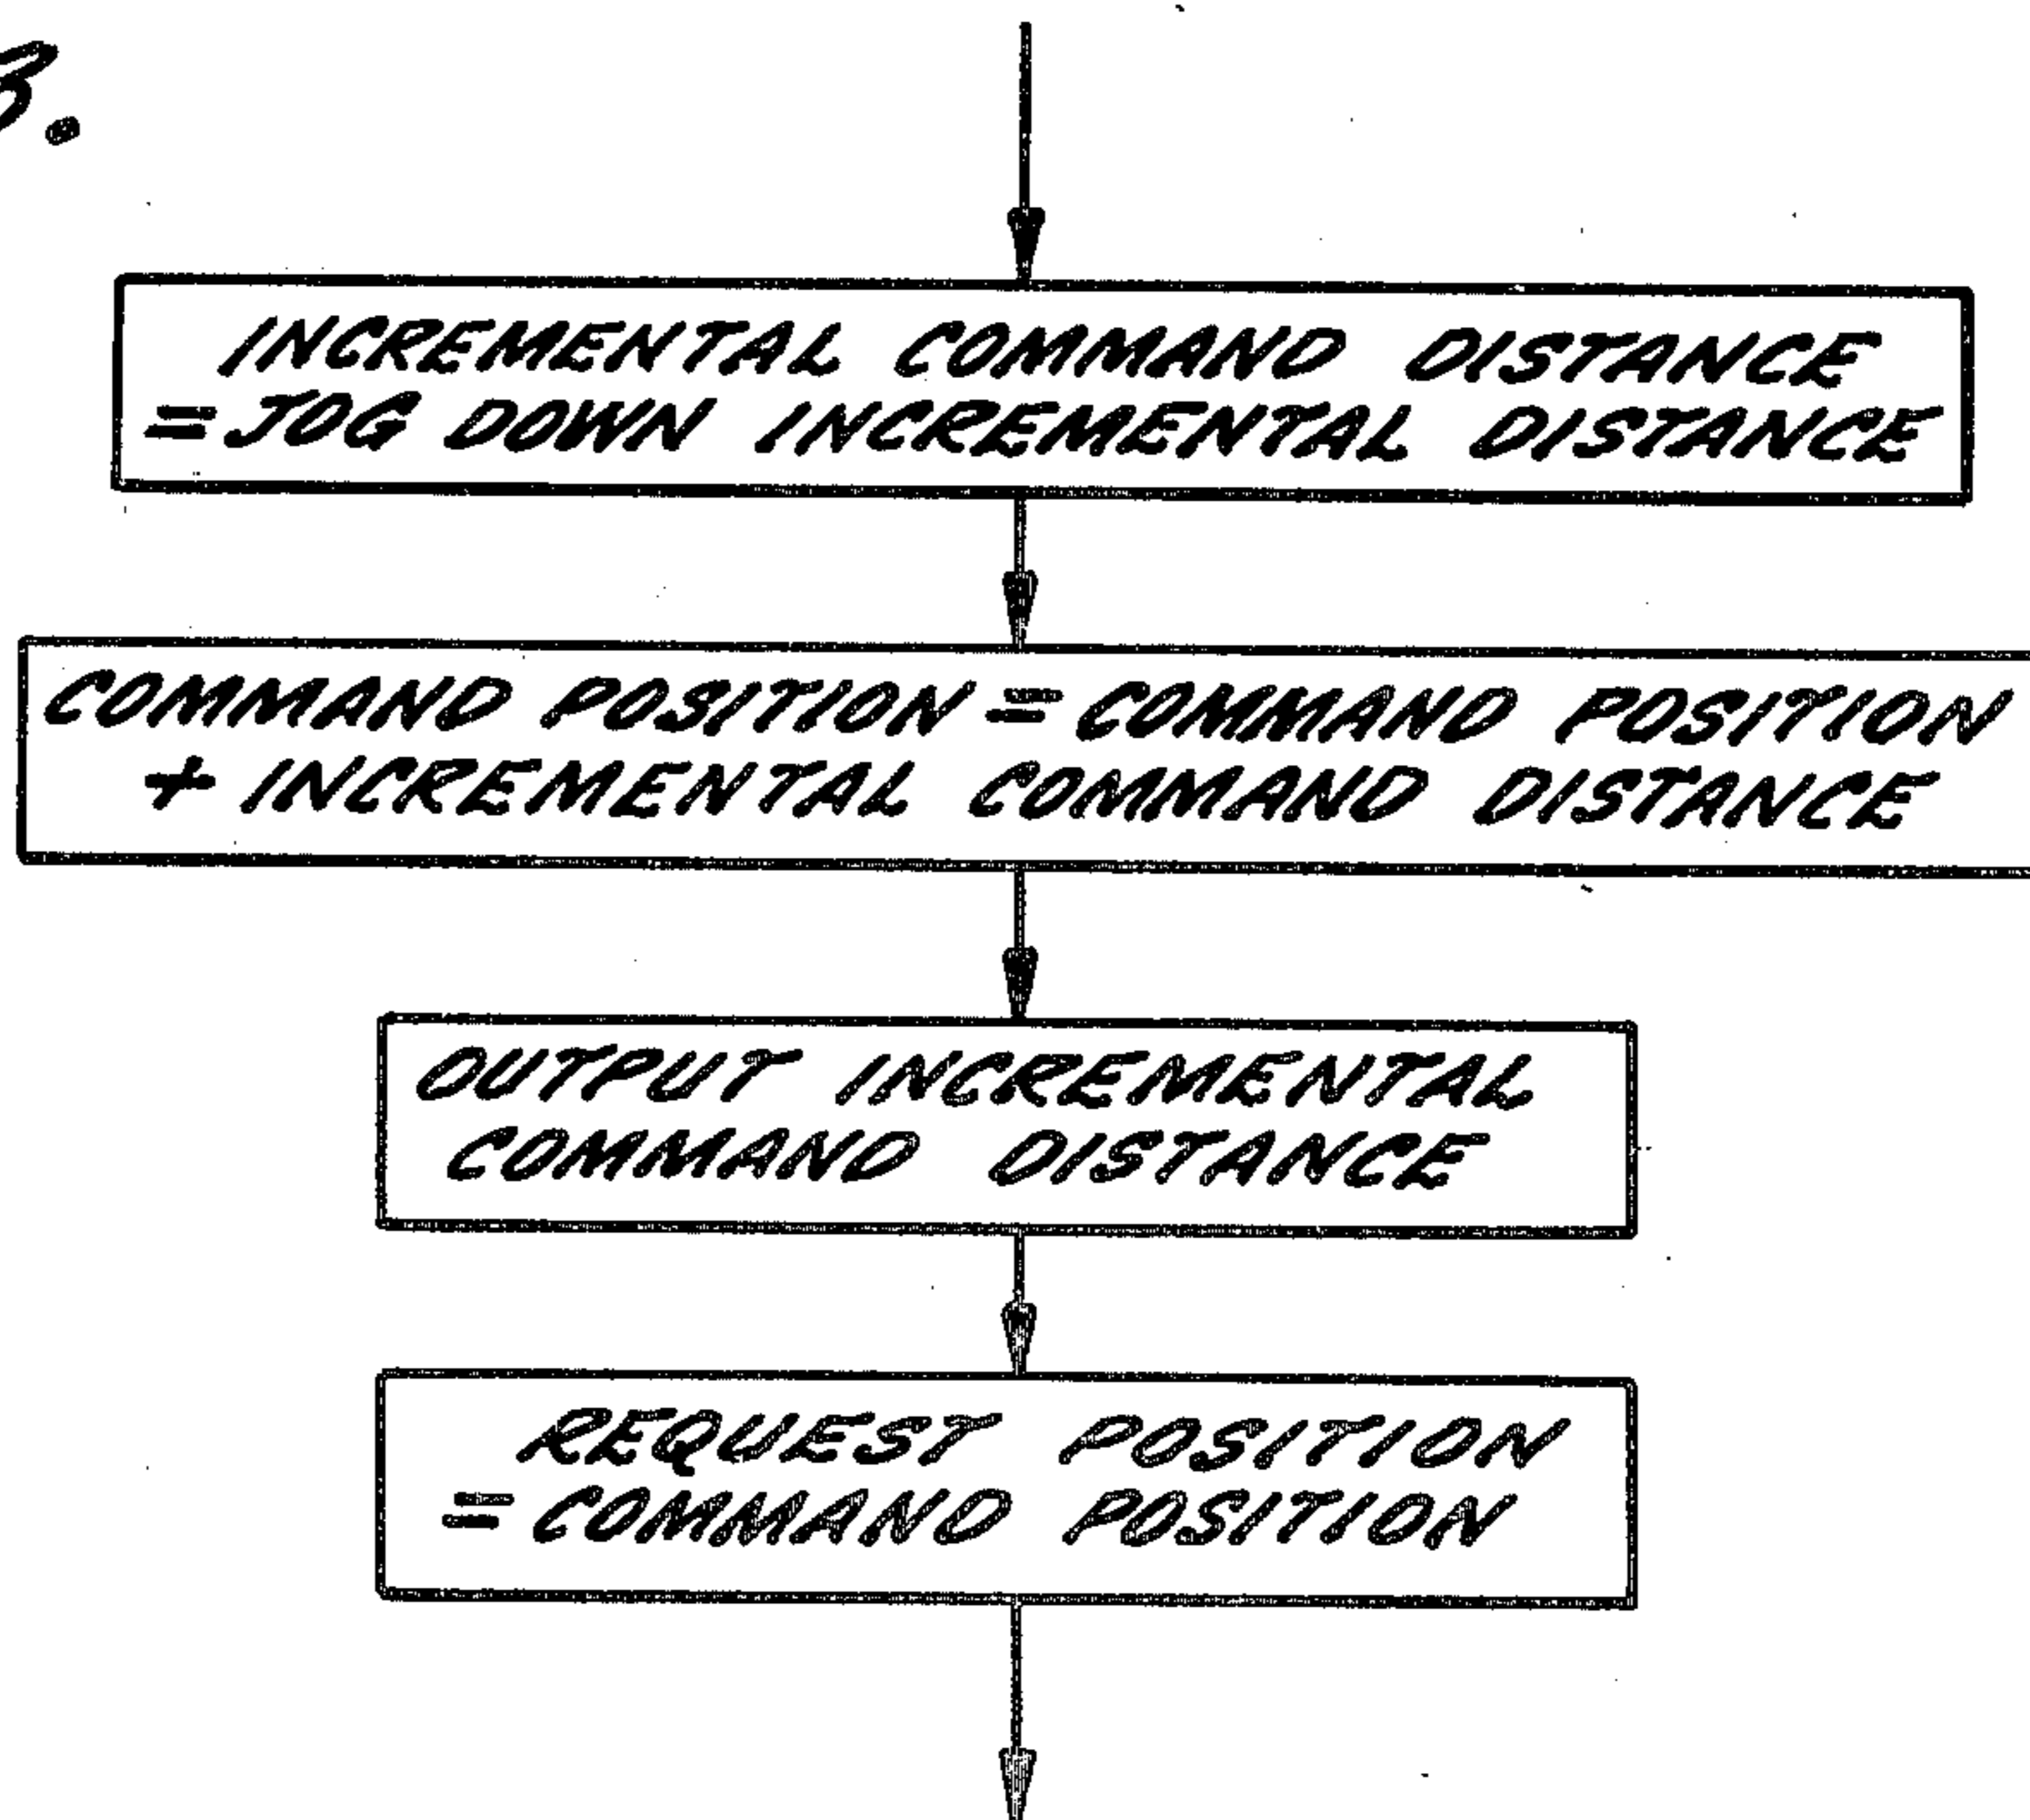 INCREMENTAL COMMAND DISTANCE
= JOG DOWN INCREMENTAL DISTANCE
COMMAND POSITION = COMMAND POSITION
+ INCREMENTAL COMMAND DISTANCE
OUTPUT INCREMENTAL
COMMAND DISTANCE
REQUEST POSITION
= COMMAND POSITION